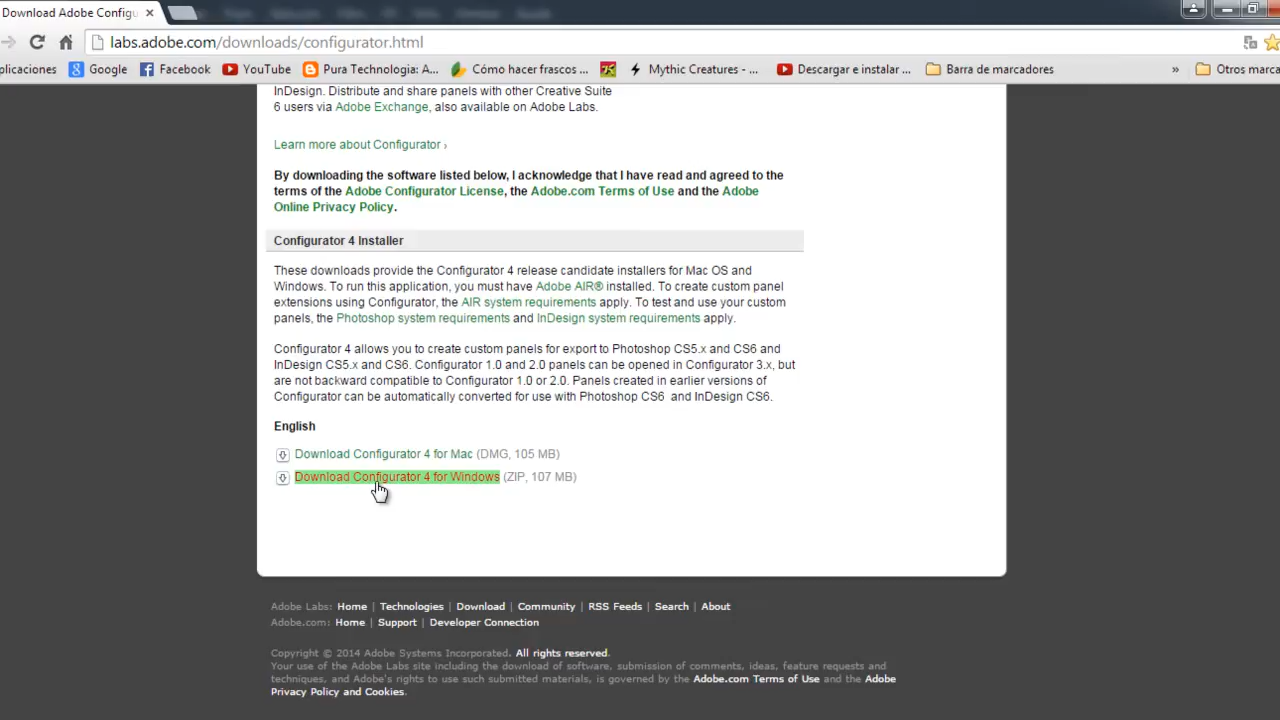 Download Adobe Configu
labs.adobe.com/downloads/configurator.html
plicaciones Google Facebook YouTube Pura Technologia: A... Cómo hacer frascos ... Mythic Creatures - ... Descargar e instalar ... Barra de marcadores » Otros marca
InDesign. Distribute and share panels with other Creative Suite
6 users via Adobe Exchange, also available on Adobe Labs.
Learn more about Configurator ›
By downloading the software listed below, I acknowledge that I have read and agreed to the
terms of the Adobe Configurator License, the Adobe.com Terms of Use and the Adobe
Online Privacy Policy.
Configurator 4 Installer
These downloads provide the Configurator 4 release candidate installers for Mac OS and
Windows. To run this application, you must have Adobe AIR® installed. To create custom panel
extensions using Configurator, the AIR system requirements apply. To test and use your custom
panels, the Photoshop system requirements and InDesign system requirements apply.
Configurator 4 allows you to create custom panels for export to Photoshop CS5.x and CS6 and
InDesign CS5.x and CS6. Configurator 1.0 and 2.0 panels can be opened in Configurator 3.x, but
are not backward compatible to Configurator 1.0 or 2.0. Panels created in earlier versions of
Configurator can be automatically converted for use with Photoshop CS6 and InDesign CS6.
English
Download Configurator 4 for Mac (DMG, 105 MB)
Download Configurator 4 for Windows (ZIP, 107 MB)
Adobe Labs: Home | Technologies | Download | Community | RSS Feeds | Search | About
Adobe.com: Home | Support | Developer Connection
Copyright © 2014 Adobe Systems Incorporated. All rights reserved.
Your use of the Adobe Labs site including the download of software, submission of comments, ideas, feature requests and
techniques, and Adobe's rights to use such submitted materials, is governed by the Adobe.com Terms of Use and the Adobe
Privacy Policy and Cookies.